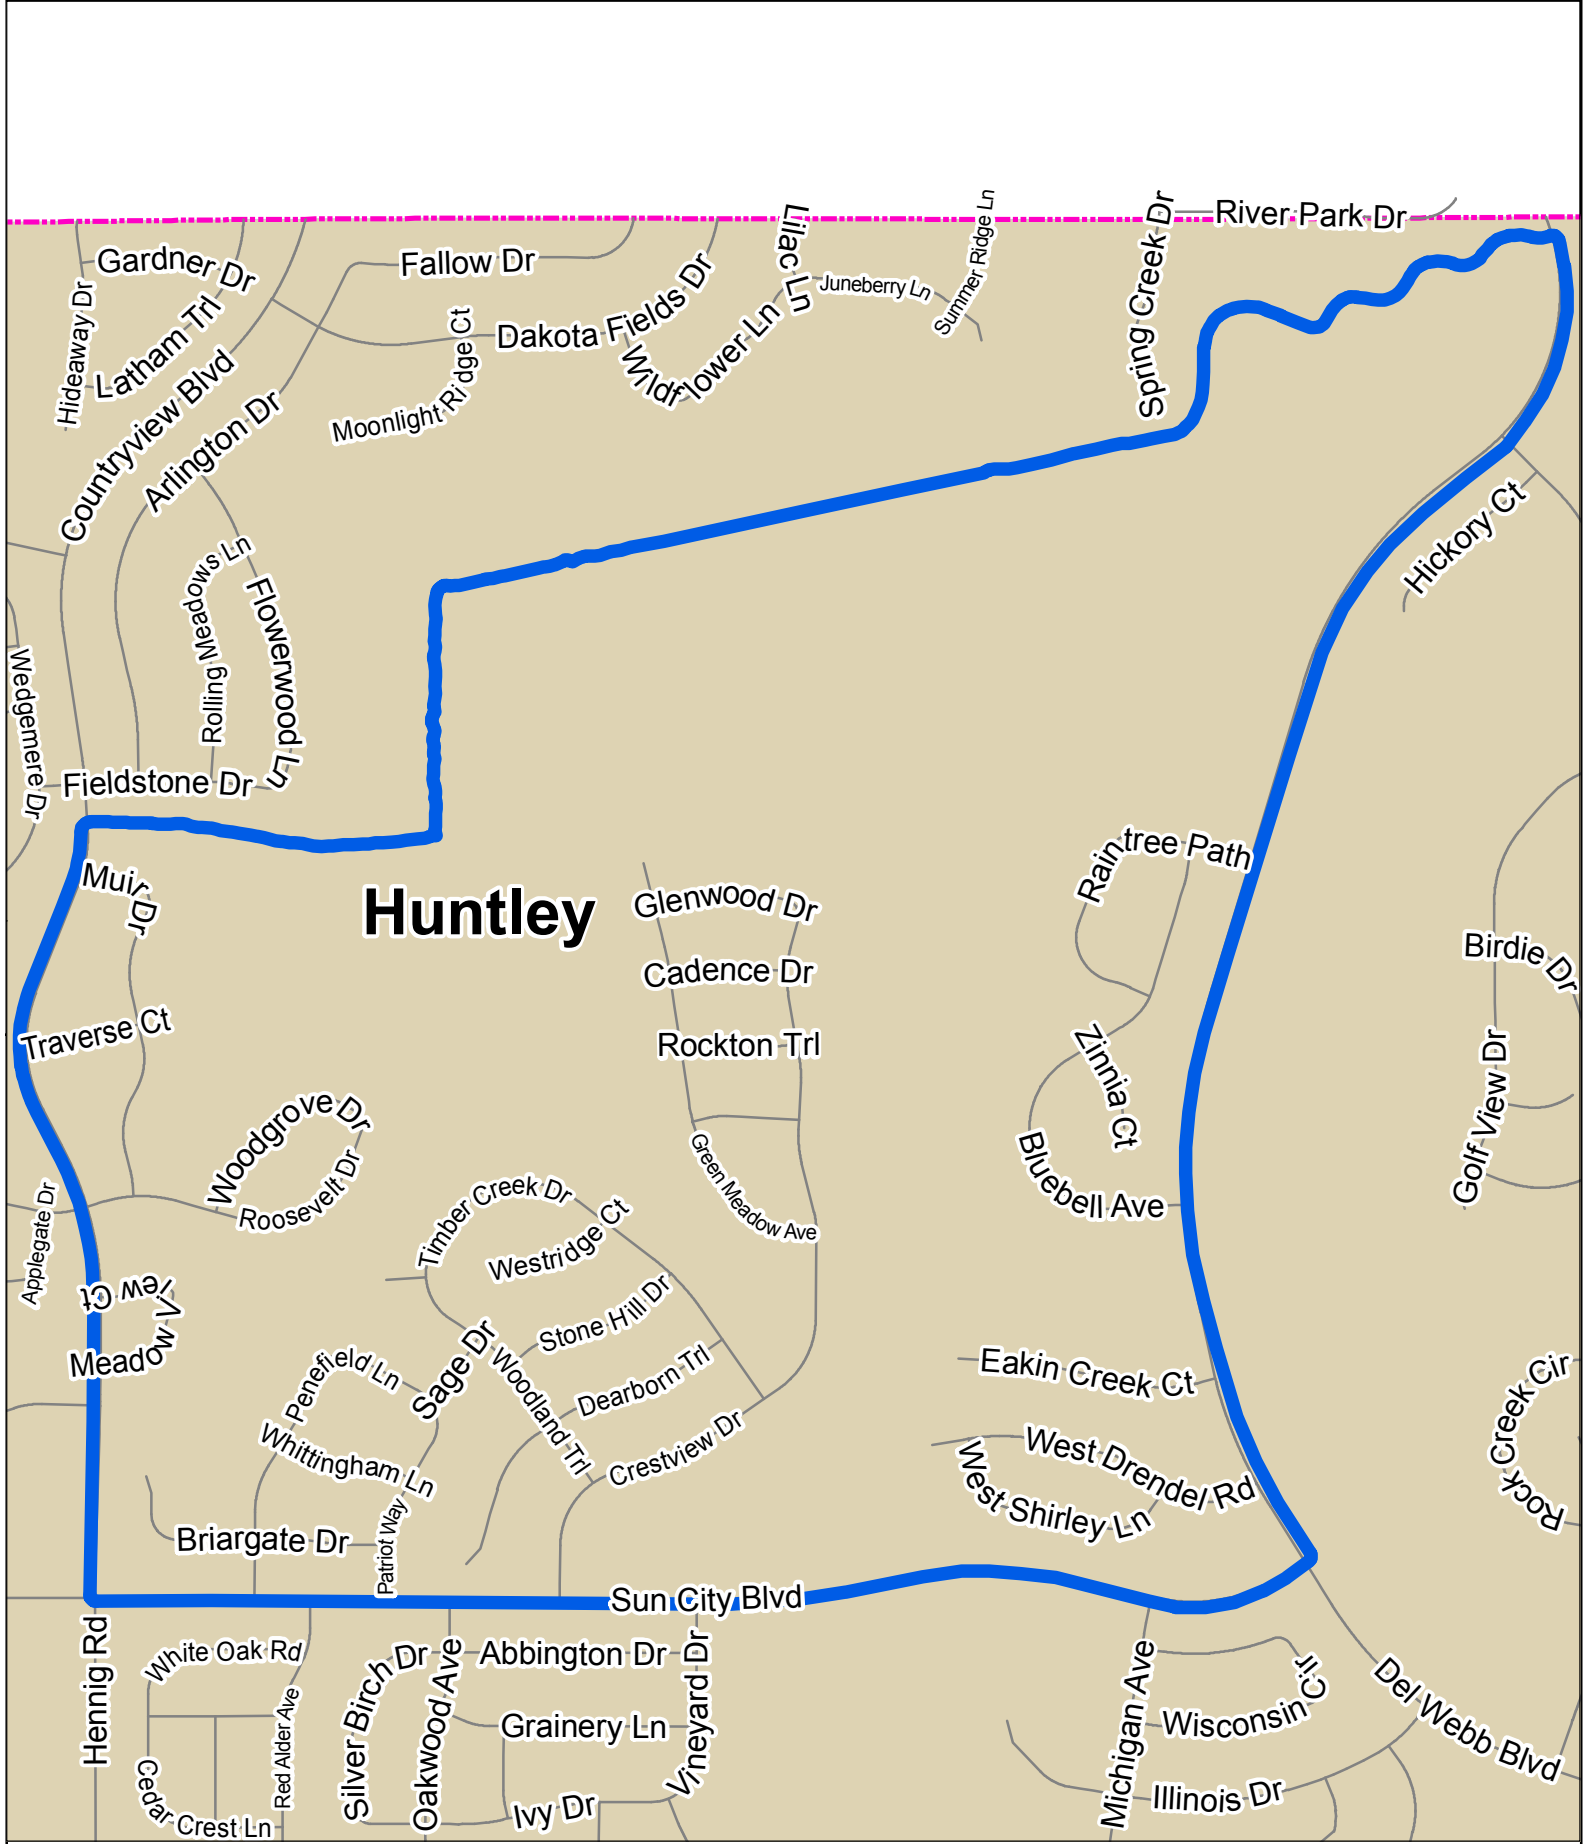 River Park Dr
Gardner Dr
Fallow Dr
Lilac Ln
Juneberry Ln
Summer Ridge Ln
Spring Creek Dr
Hideaway Dr
Latham Trl
Dakota Fields Dr
Wildflower Ln
Moonlight Ridge Ct
Countryview Blvd
Arlington Dr
Hickory Ct
Rolling Meadows Ln
Flowerwood Ln
Wedgemere Dr
Fieldstone Dr
Muir Dr
Huntley
Glenwood Dr
Raintree Path
Cadence Dr
Birdie Dr
Traverse Ct
Rockton Trl
Zinnia Ct
Golf View Dr
Woodgrove Dr
Roosevelt Dr
Green Meadow Ave
Bluebell Ave
Applegate Dr
Timber Creek Dr
Westridge Ct
Meadow View Ct
Stone Hill Dr
Penefield Ln
Sage Dr
Woodland Trl
Dearborn Trl
Eakin Creek Ct
Rock Creek Cir
Whittingham Ln
Crestview Dr
West Drendel Rd
West Shirley Ln
Briargate Dr
Patriot Way
Sun City Blvd
Hennig Rd
White Oak Rd
Silver Birch Dr
Oakwood Ave
Abbington Dr
Vineyard Dr
Michigan Ave
Wisconsin Cir
Del Webb Blvd
Red Alder Ave
Grainery Ln
Cedar Crest Ln
Ivy Dr
Illinois Dr